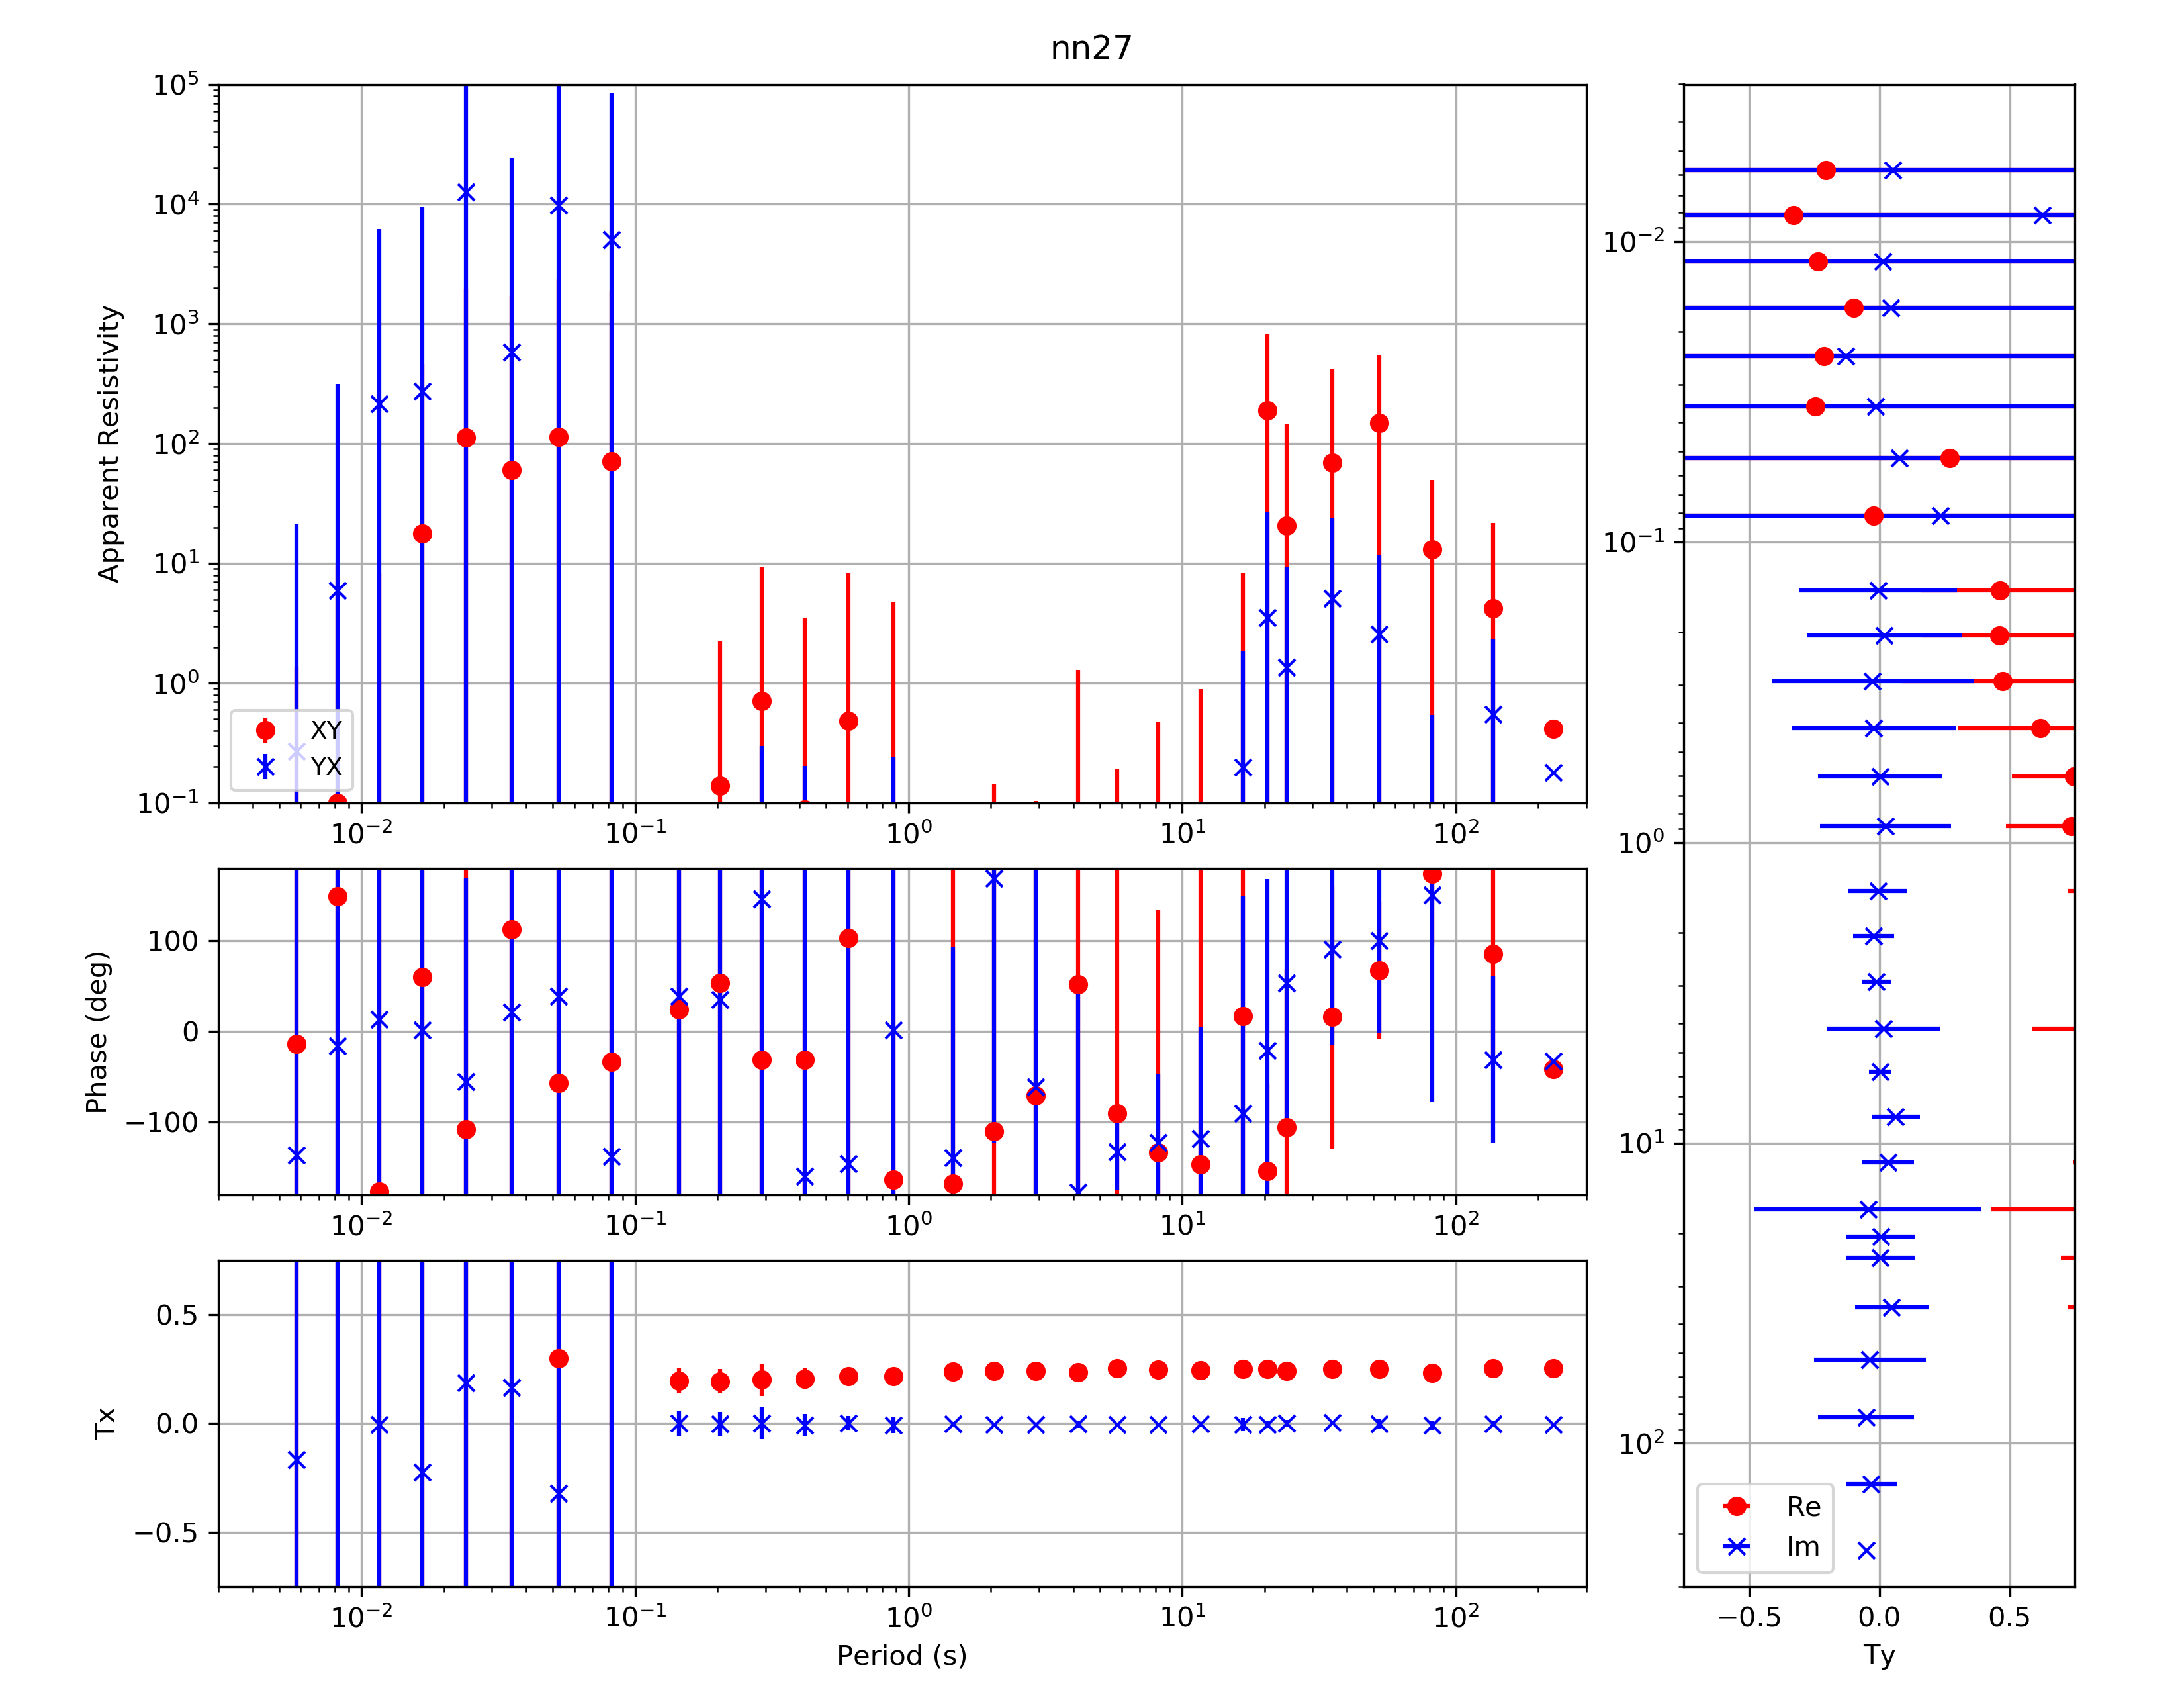 nn27
Apparent Resistivity
10⁵
10⁴
10³
10²
10¹
10⁰
10⁻¹
XY
YX
10⁻² 10⁻¹ 10⁰ 10¹ 10² 
Phase (deg)
100
0
−100
10⁻² 10⁻¹ 10⁰ 10¹ 10²
Tx
0.5
0.0
−0.5
10⁻² 10⁻¹ 10⁰ 10¹ 10²
Period (s)
10⁻²
10⁻¹
10⁰
10¹
10²
Re
Im
−0.5 0.0 0.5
Ty